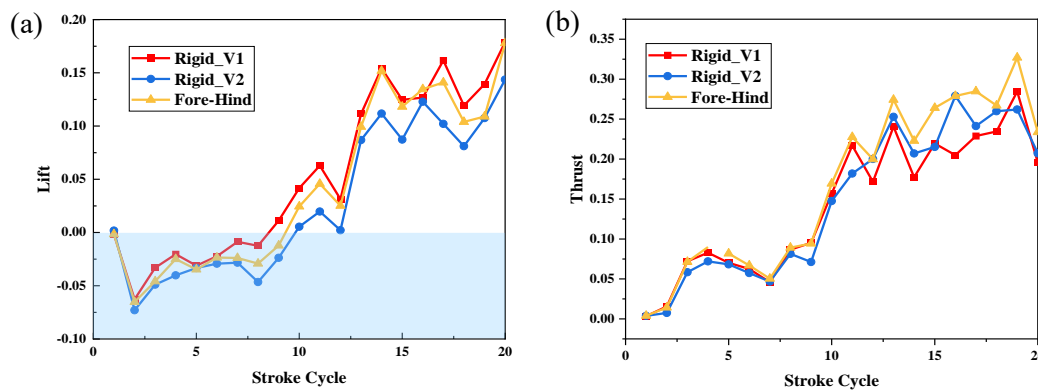 (a)
0.20
0.15
0.10
0.05
0.00
-0.05
-0.10
Lift
Rigid_V1
Rigid_V2
Fore-Hind
0
5
10
15
20
Stroke Cycle
(b)
0.35
0.30
0.25
0.20
0.15
0.10
0.05
0.00
Thrust
Rigid_V1
Rigid_V2
Fore-Hind
0
5
10
15
20
Stroke Cycle